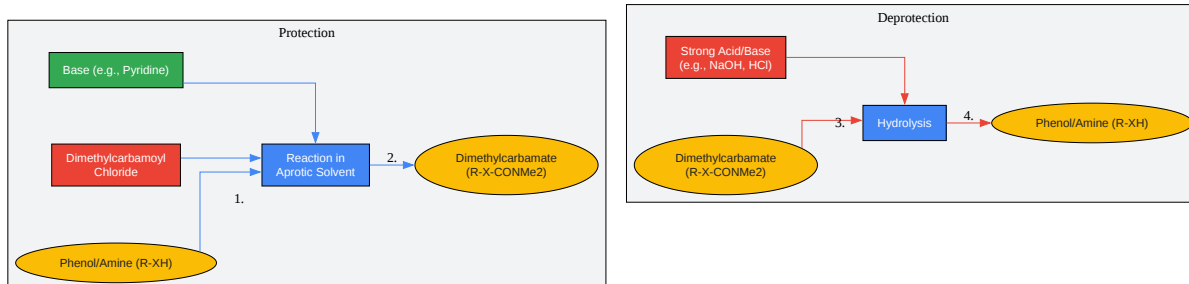 Protection
Base (e.g., Pyridine)
Dimethylcarbamoyl
Chloride
Reaction in
Aprotic Solvent
1.
2.
Dimethylcarbamate
(R-X-CONMe2)
Phenol/Amine (R-XH)
Deprotection
Strong Acid/Base
(e.g., NaOH, HCl)
Dimethylcarbamate
(R-X-CONMe2)
3.
Hydrolysis
4.
Phenol/Amine (R-XH)